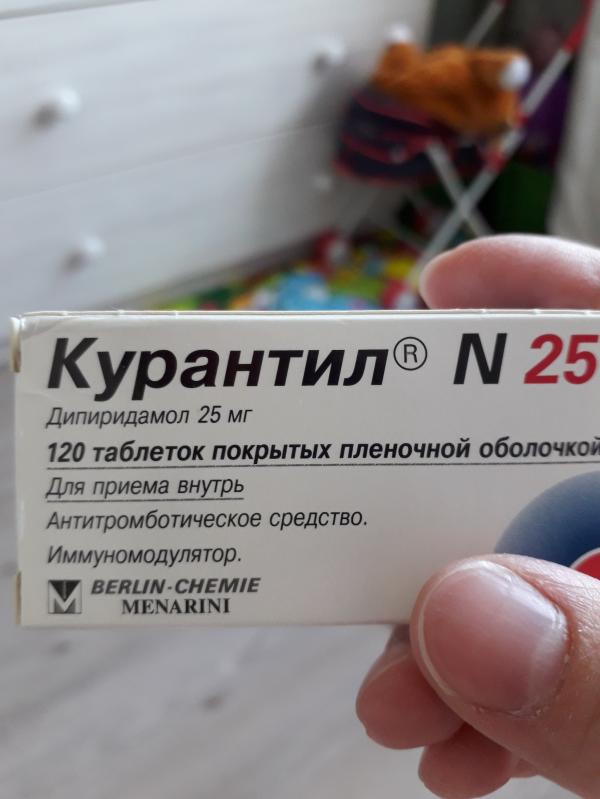 Курантил® N 25
Дипиридамол 25 мг
120 таблеток покрытых пленочной оболочкой
Для приема внутрь
Антитромботическое средство.
Иммуномодулятор.
BERLIN-CHEMIE
MENARINI